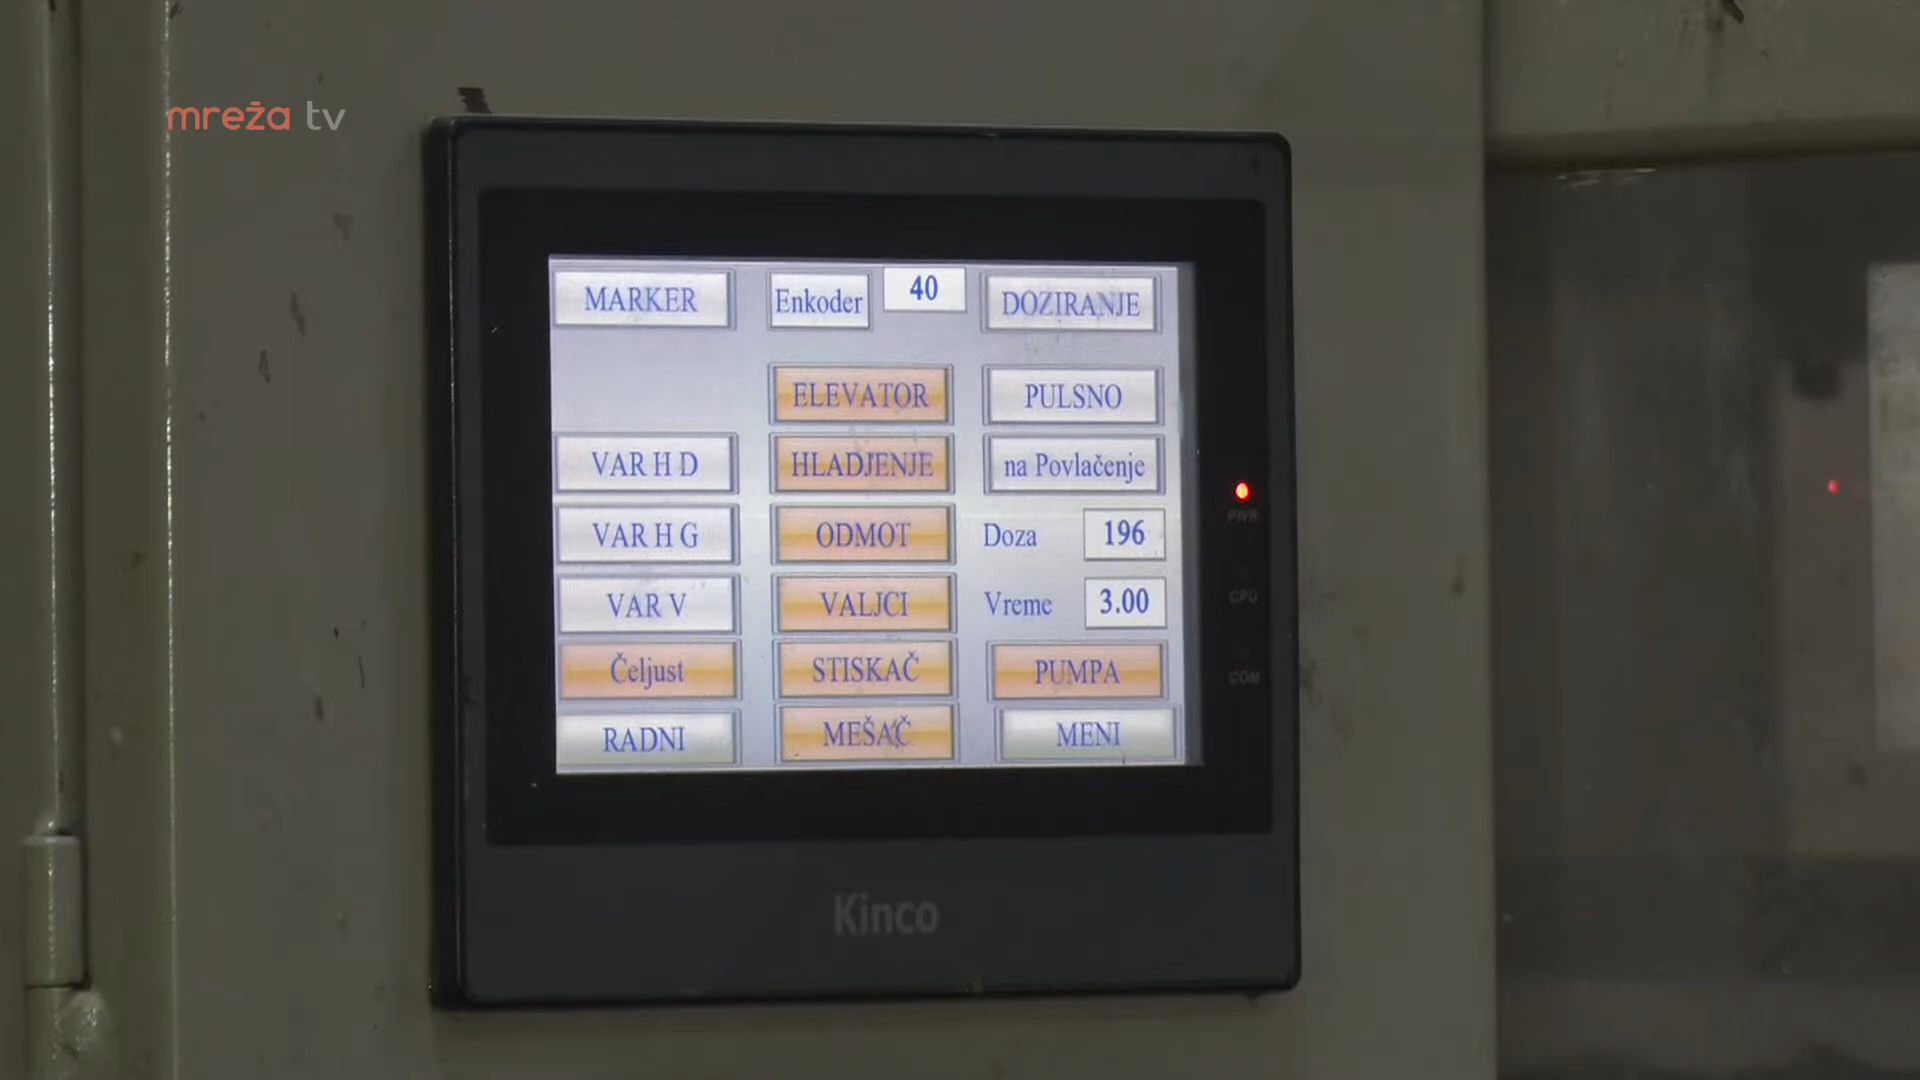 mreža tv
MARKER Enkoder 40 DOZIRANJE
ELEVATOR PULSNO
VAR H D HLADJENJE na Povlačenje
VAR H G ODMOT Doza 196
VAR V VALJCI Vreme 3.00
Čeljust STISKAČ PUMPA
RADNI MEŠAČ MENI
PWR
CPU
COM
Kinco